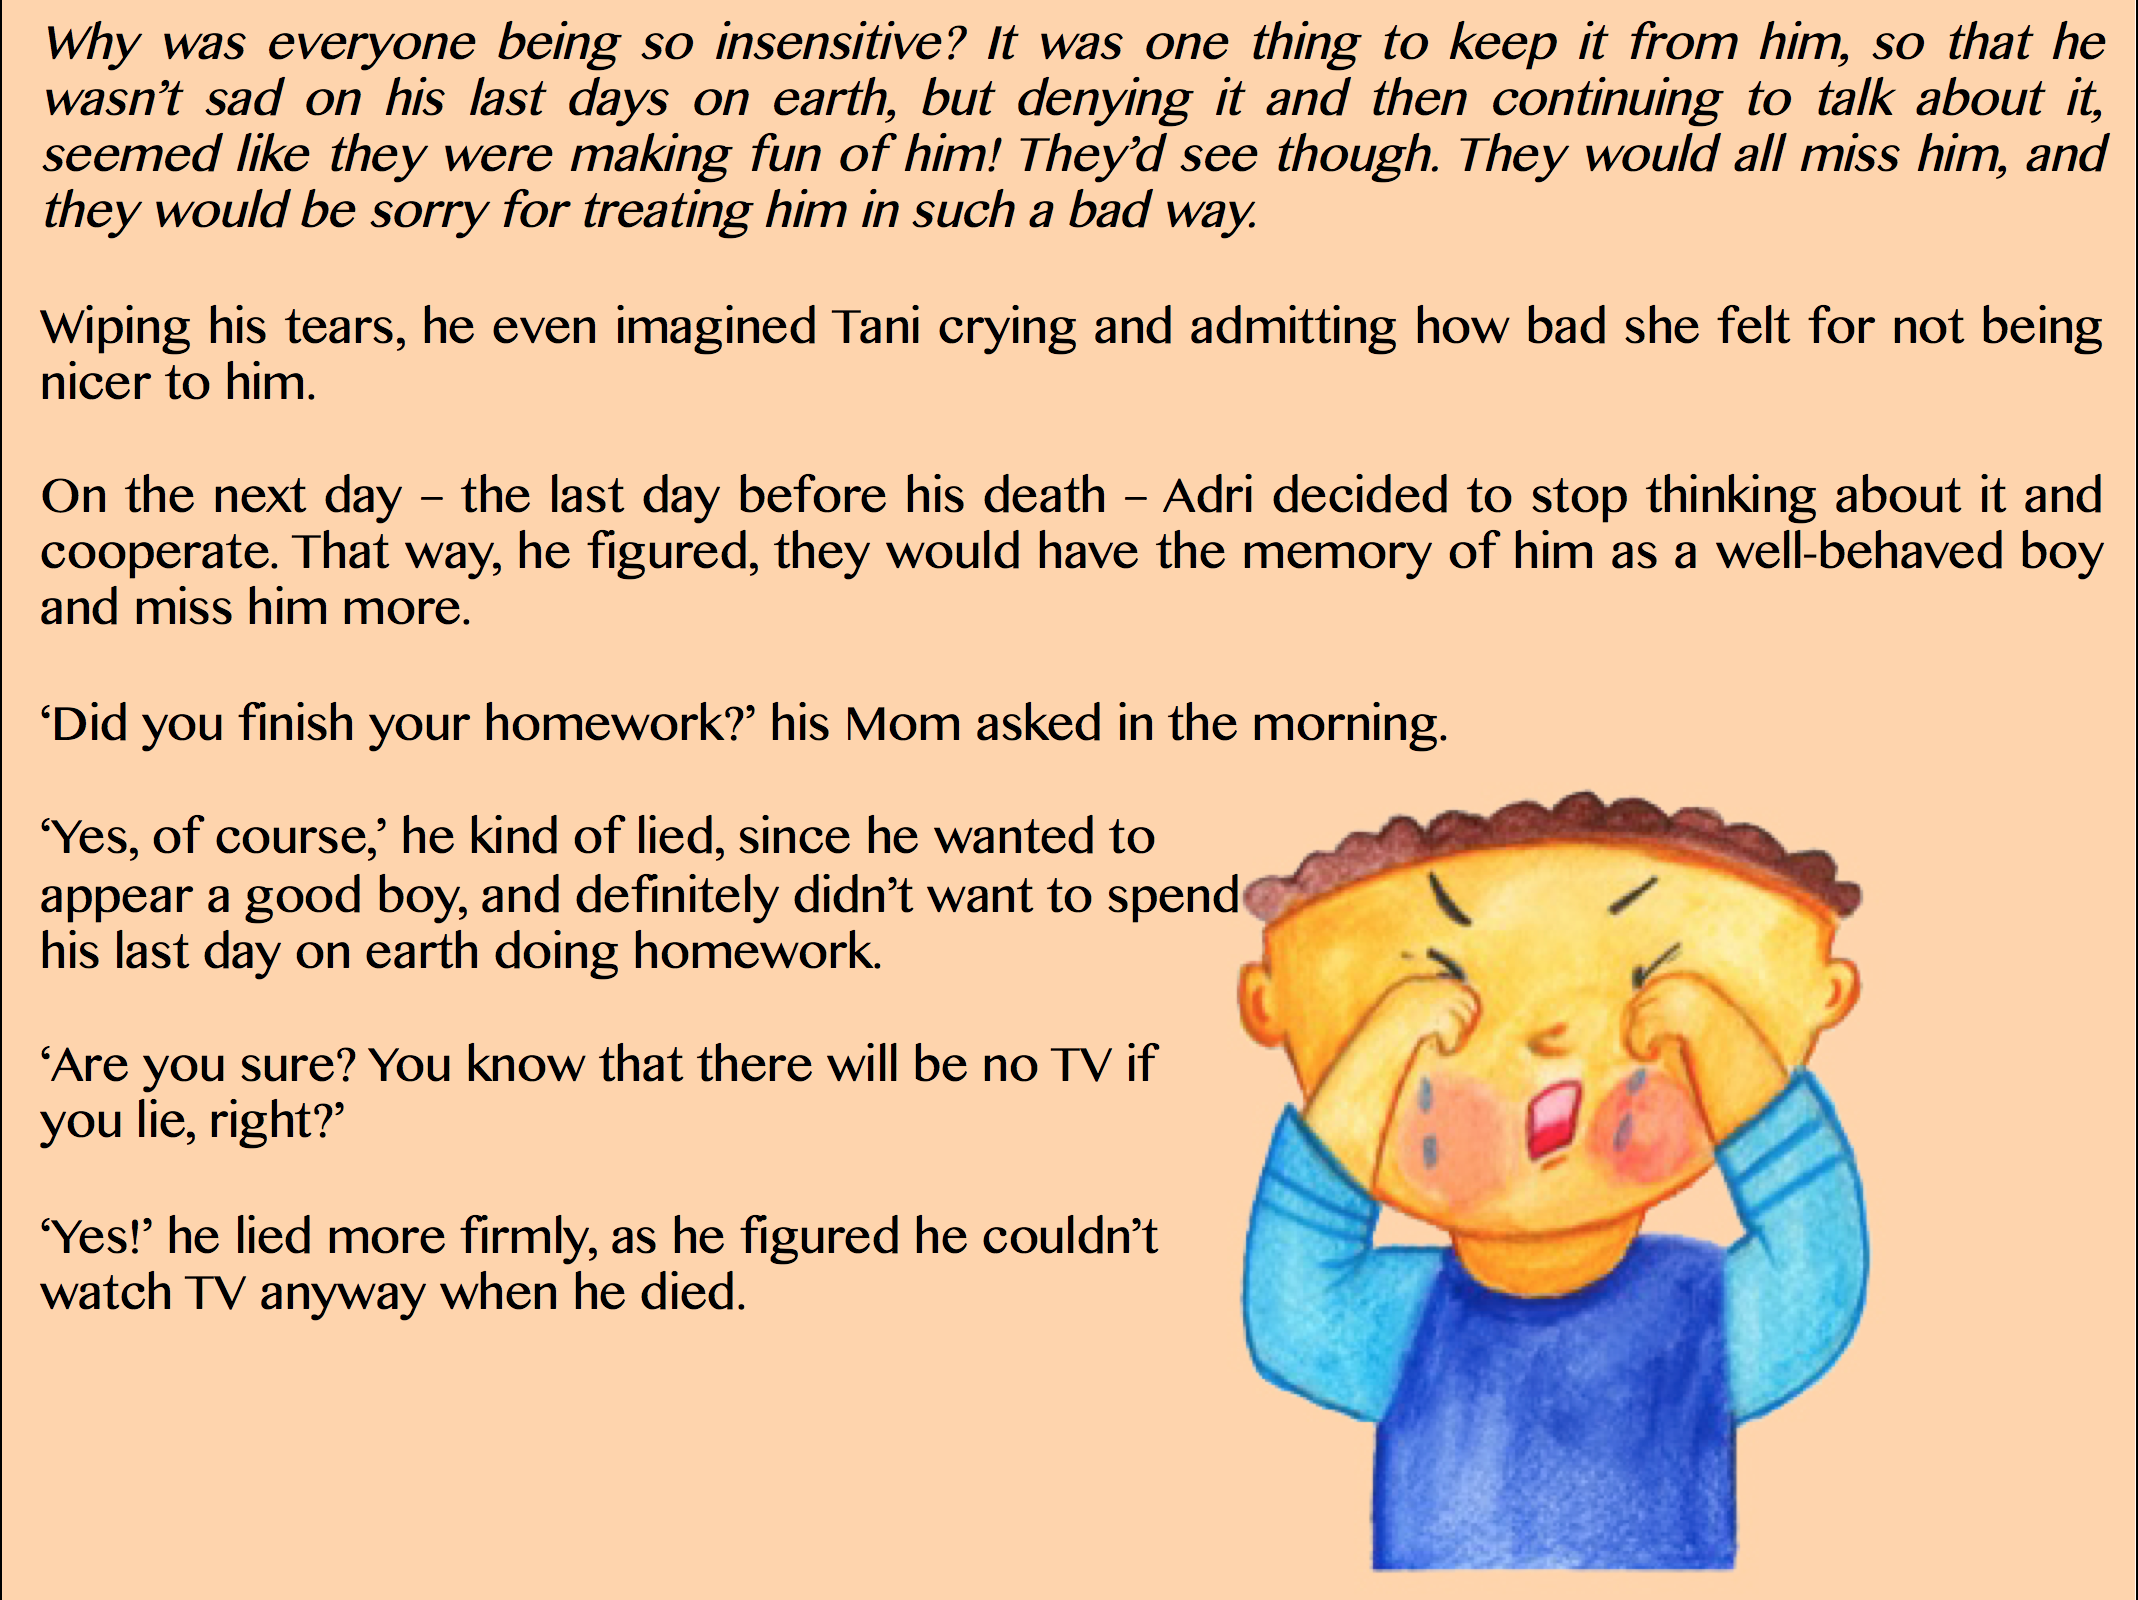 Why was everyone being so insensitive? It was one thing to keep it from him, so that he
wasn’t sad on his last days on earth, but denying it and then continuing to talk about it,
seemed like they were making fun of him! They’d see though. They would all miss him, and
they would be sorry for treating him in such a bad way.
Wiping his tears, he even imagined Tani crying and admitting how bad she felt for not being
nicer to him.
On the next day – the last day before his death – Adri decided to stop thinking about it and
cooperate. That way, he figured, they would have the memory of him as a well-behaved boy
and miss him more.
‘Did you finish your homework?’ his Mom asked in the morning.
‘Yes, of course,’ he kind of lied, since he wanted to
appear a good boy, and definitely didn’t want to spend
his last day on earth doing homework.
‘Are you sure? You know that there will be no TV if
you lie, right?’
‘Yes!’ he lied more firmly, as he figured he couldn’t
watch TV anyway when he died.